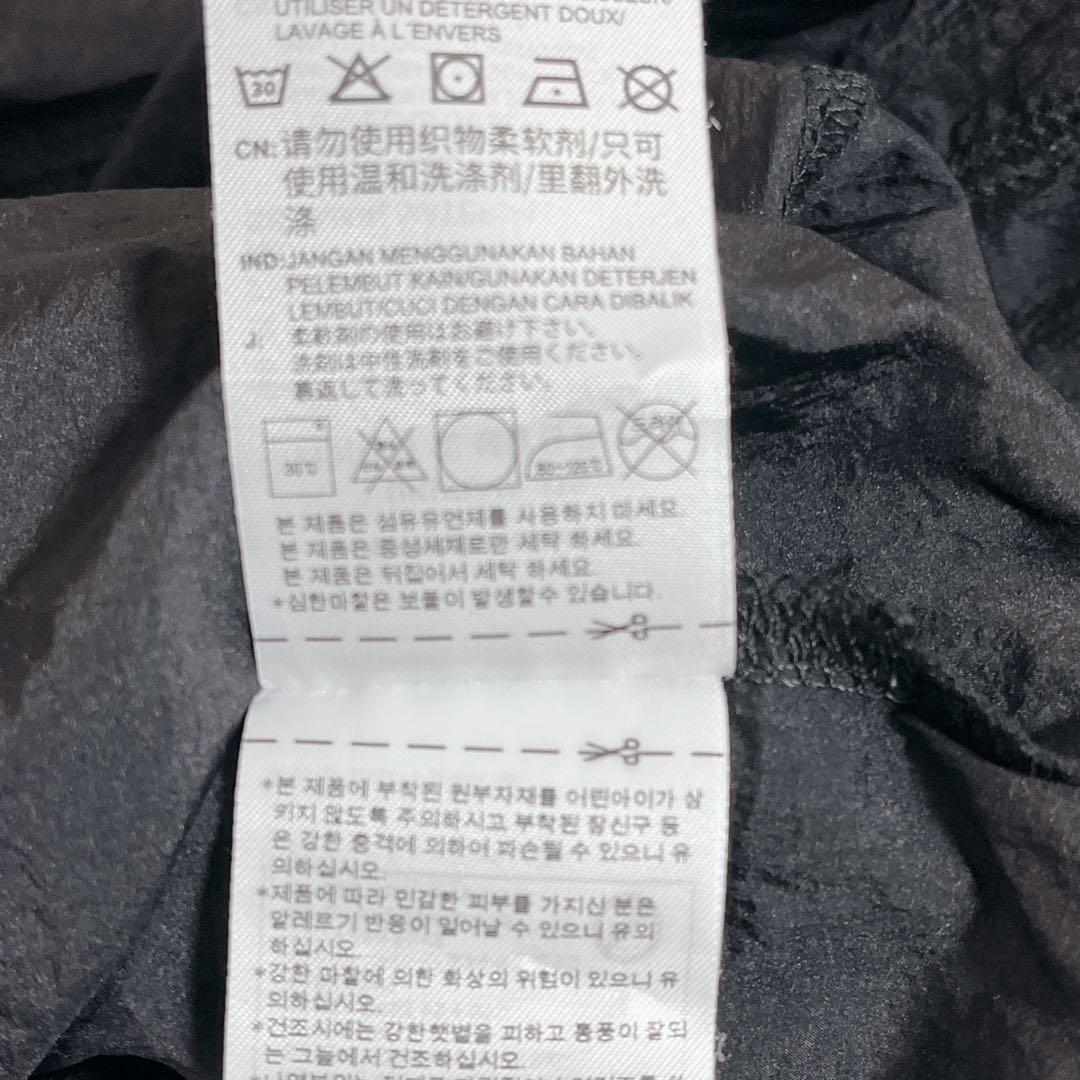 UTILISER UN DÉTERGENT DOUX/
LAVAGE À L'ENVERS
30
CN: 请勿使用织物柔软剂/只可
使用温和洗涤剂/里翻外洗
涤
IND:JANGAN MENGGUNAKAN BAHAN
PELEMBUT KAIN/GUNAKAN DETERJEN
LEMBUT/CUCI DENGAN CARA DIBALIK
J: 柔軟剤の使用はお避け下さい。
洗剤は中性洗剤をご使用ください。
裏返して洗ってください。
30℃ 80~120℃ 드라이
본 제품은 섬유유연제를 사용하지 마세요.
본 제품은 중성세제로만 세탁 하세요.
본 제품은 뒤집어서 세탁 하세요.
*심한마찰은 보풀이 발생할수 있습니다.
*본 제품에 부착된 원부자재를 어린아이가 삼
키지 않도록 주의하시고 부착된 장신구 등
은 강한 충격에 의하여 파손될 수 있으니 유
의하십시오.
*제품에 따라 민감한 피부를 가지신 분은
알레르기 반응이 일어날 수 있으니 유의
하십시오.
*강한 마찰에 의한 화상의 위험이 있으니 유
의하십시오.
*건조시에는 강한햇볕을 피하고 통풍이 잘되
는 그늘에서 건조하십시오.